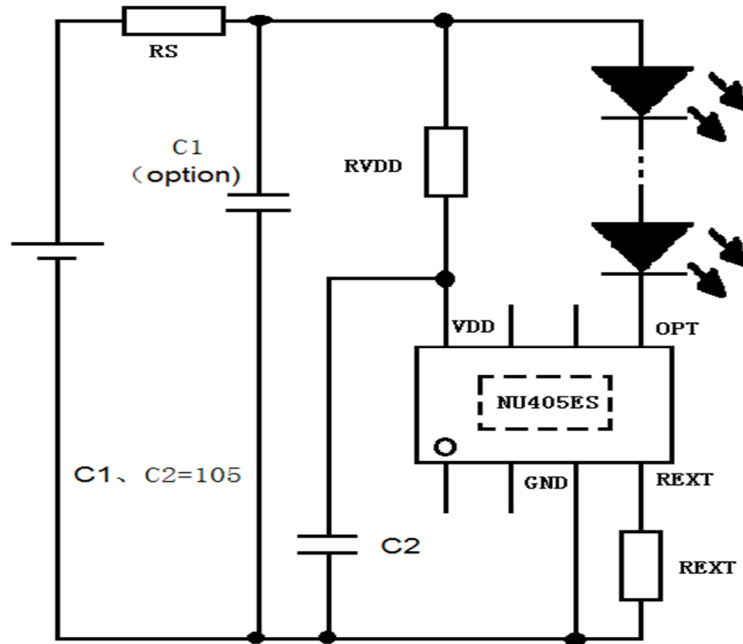 RS
C1
（option)
RVDD
VDD
OPT
NU405ES
C1、C2=105
GND
REXT
C2
REXT